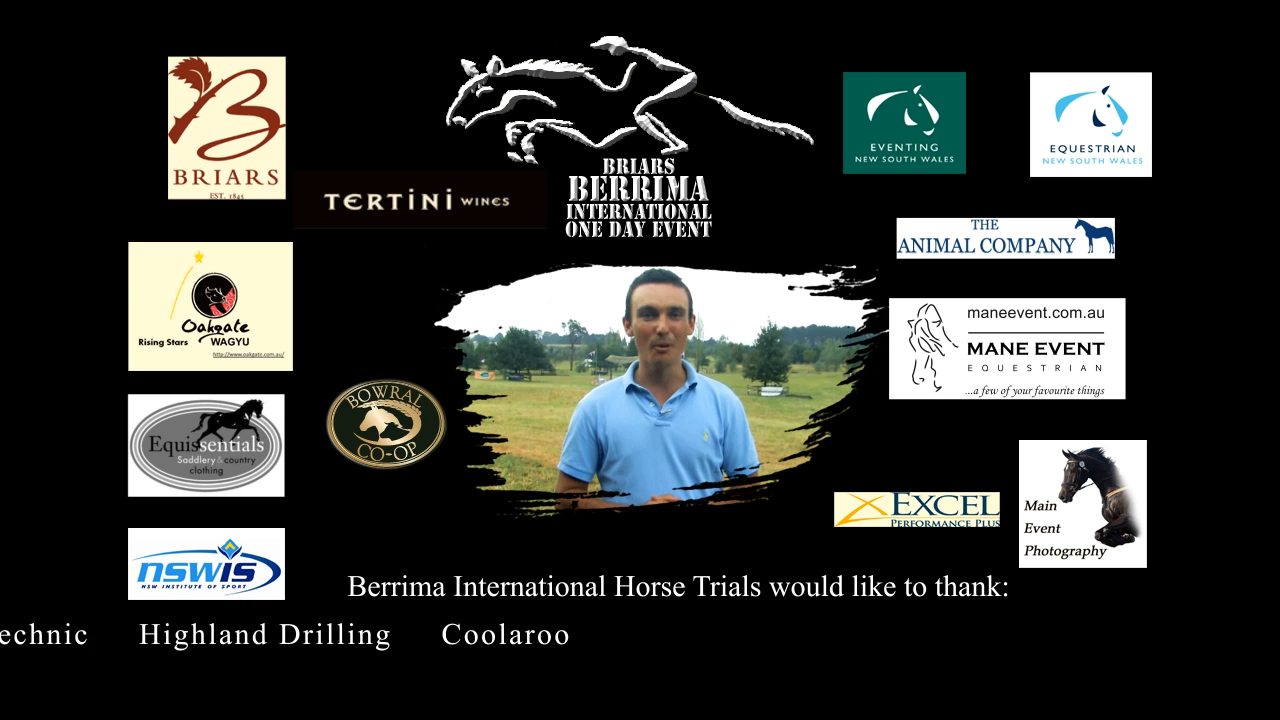 BRIARS
EST. 1845
TERTINI WINES
BRIARS
BERRIMA
INTERNATIONAL
ONE DAY EVENT
EVENTING
NEW SOUTH WALES
EQUESTRIAN
NEW SOUTH WALES
THE
ANIMAL COMPANY
Oakgate
Rising Stars WAGYU
http://www.oakgate.com.au/
maneevent.com.au
MANE EVENT
EQUESTRIAN
...a few of your favourite things
Equissentials
Saddlery & country
clothing
BOWRAL
CO-OP
EXCEL
PERFORMANCE PLUS
Main
Event
Photography
nswis
NSW INSTITUTE OF SPORT
Berrima International Horse Trials would like to thank:
echnic Highland Drilling Coolaroo